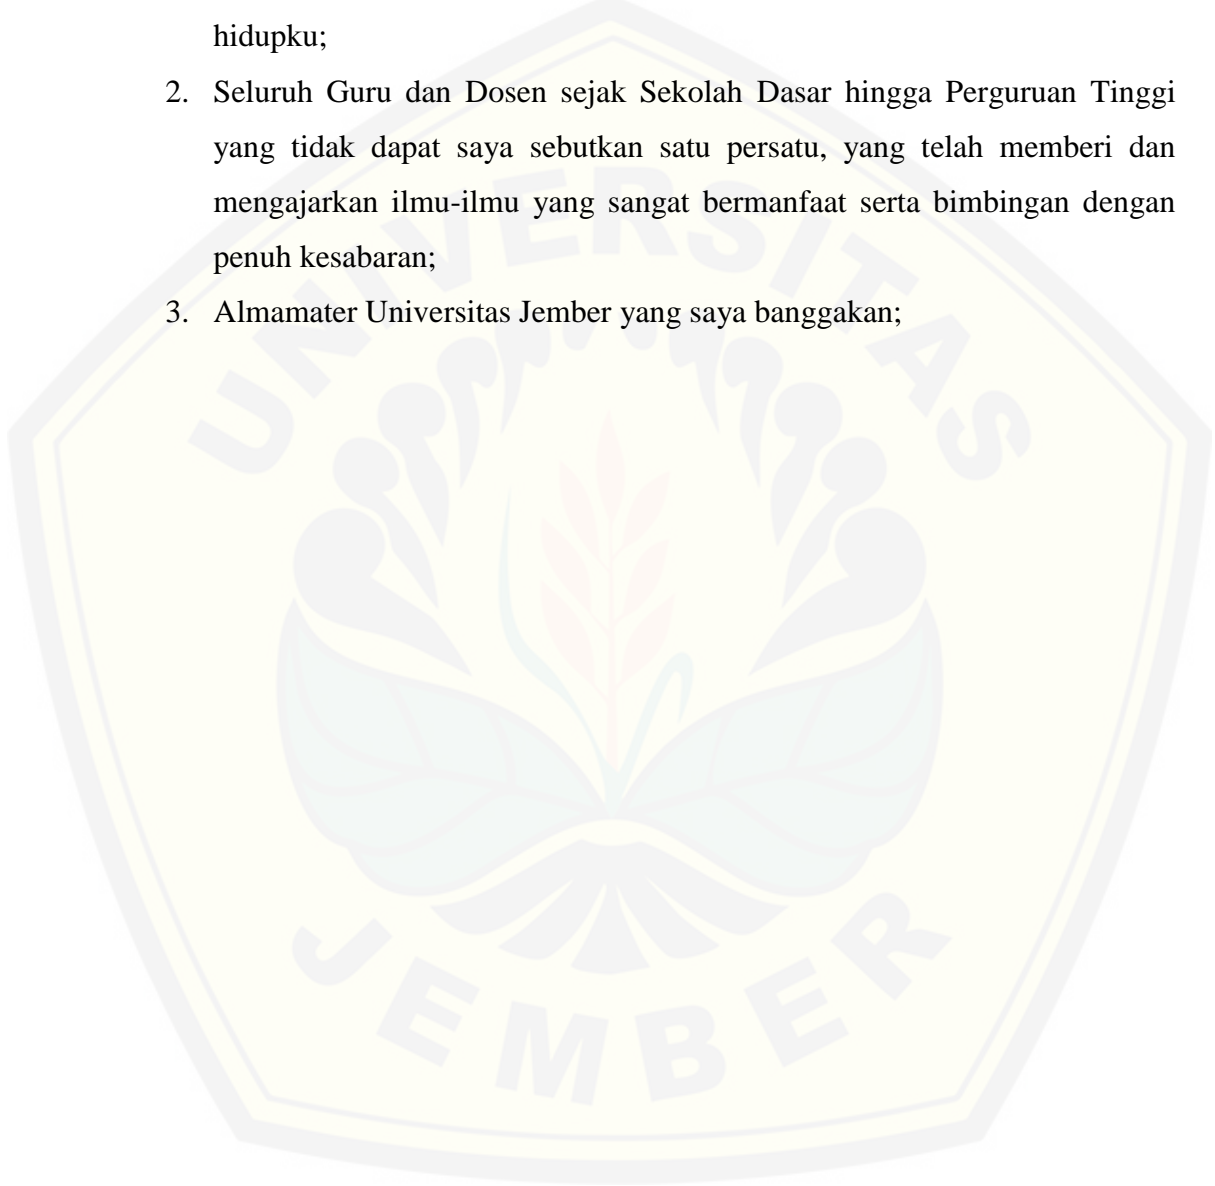 hidupku;
2. Seluruh Guru dan Dosen sejak Sekolah Dasar hingga Perguruan Tinggi
yang tidak dapat saya sebutkan satu persatu, yang telah memberi dan
mengajarkan ilmu-ilmu yang sangat bermanfaat serta bimbingan dengan
penuh kesabaran;
3. Almamater Universitas Jember yang saya banggakan;
UNIVERSITAS
JEMBER